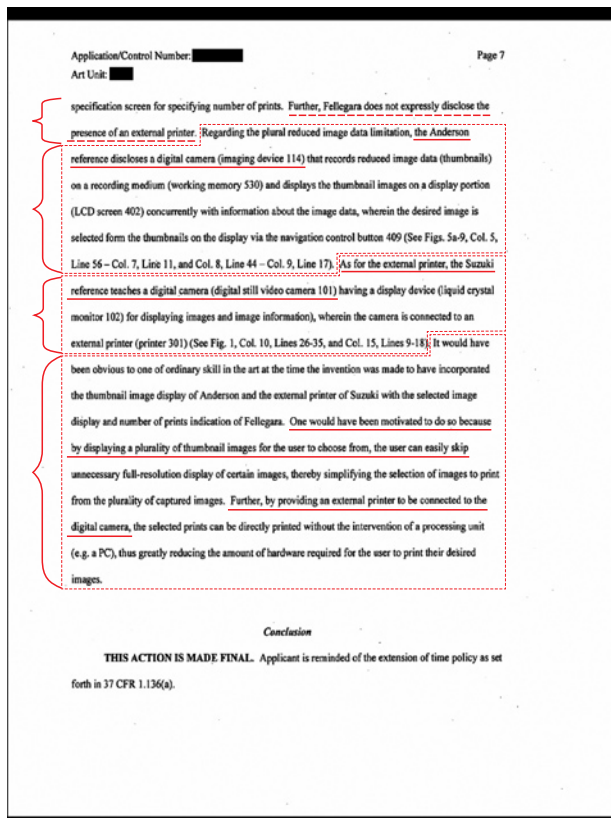 Application/Control Number:
Page 7
Art Unit:
specification screen for specifying number of prints. Further, Fellegara does not expressly disclose the
presence of an external printer. Regarding the plural reduced image data limitation, the Anderson
reference discloses a digital camera (imaging device 114) that records reduced image data (thumbnails)
on a recording medium (working memory 530) and displays the thumbnail images on a display portion
(LCD screen 402) concurrently with information about the image data, wherein the desired image is
selected form the thumbnails on the display via the navigation control button 409 (See Figs. 5a-9, Col. 5,
Line 56 – Col. 7, Line 11, and Col. 8, Line 44 – Col. 9, Line 17). As for the external printer, the Suzuki
reference teaches a digital camera (digital still video camera 101) having a display device (liquid crystal
monitor 102) for displaying images and image information), wherein the camera is connected to an
external printer (printer 301) (See Fig. 1, Col. 10, Lines 26-35, and Col. 15, Lines 9-18). It would have
been obvious to one of ordinary skill in the art at the time the invention was made to have incorporated
the thumbnail image display of Anderson and the external printer of Suzuki with the selected image
display and number of prints indication of Fellegara. One would have been motivated to do so because
by displaying a plurality of thumbnail images for the user to choose from, the user can easily skip
unnecessary full-resolution display of certain images, thereby simplifying the selection of images to print
from the plurality of captured images. Further, by providing an external printer to be connected to the
digital camera, the selected prints can be directly printed without the intervention of a processing unit
(e.g. a PC), thus greatly reducing the amount of hardware required for the user to print their desired
images.
Conclusion
THIS ACTION IS MADE FINAL. Applicant is reminded of the extension of time policy as set
forth in 37 CFR 1.136(a).